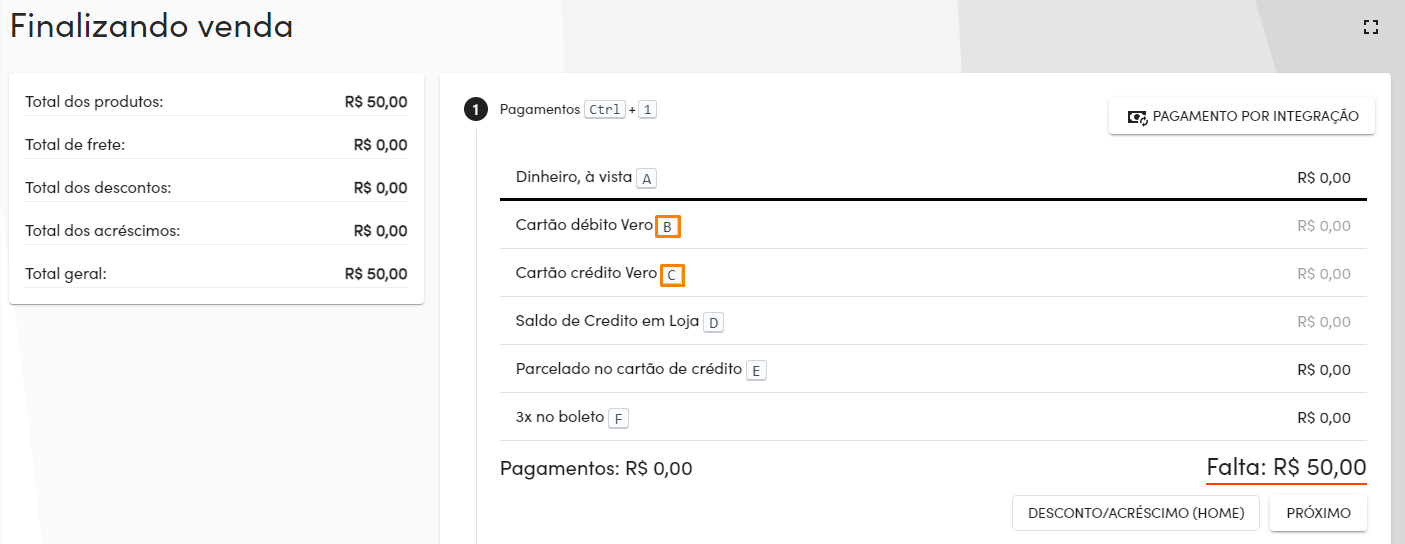 Finalizando venda
Total dos produtos: R$ 50,00
Total de frete: R$ 0,00
Total dos descontos: R$ 0,00
Total dos acréscimos: R$ 0,00
Total geral: R$ 50,00
1 Pagamentos Ctrl + 1
PAGAMENTO POR INTEGRAÇÃO
Dinheiro, à vista A R$ 0,00
Cartão débito Vero B R$ 0,00
Cartão crédito Vero C R$ 0,00
Saldo de Credito em Loja D R$ 0,00
Parcelado no cartão de crédito E R$ 0,00
3x no boleto F R$ 0,00
Pagamentos: R$ 0,00 Falta: R$ 50,00
DESCONTO/ACRÉSCIMO (HOME) PRÓXIMO